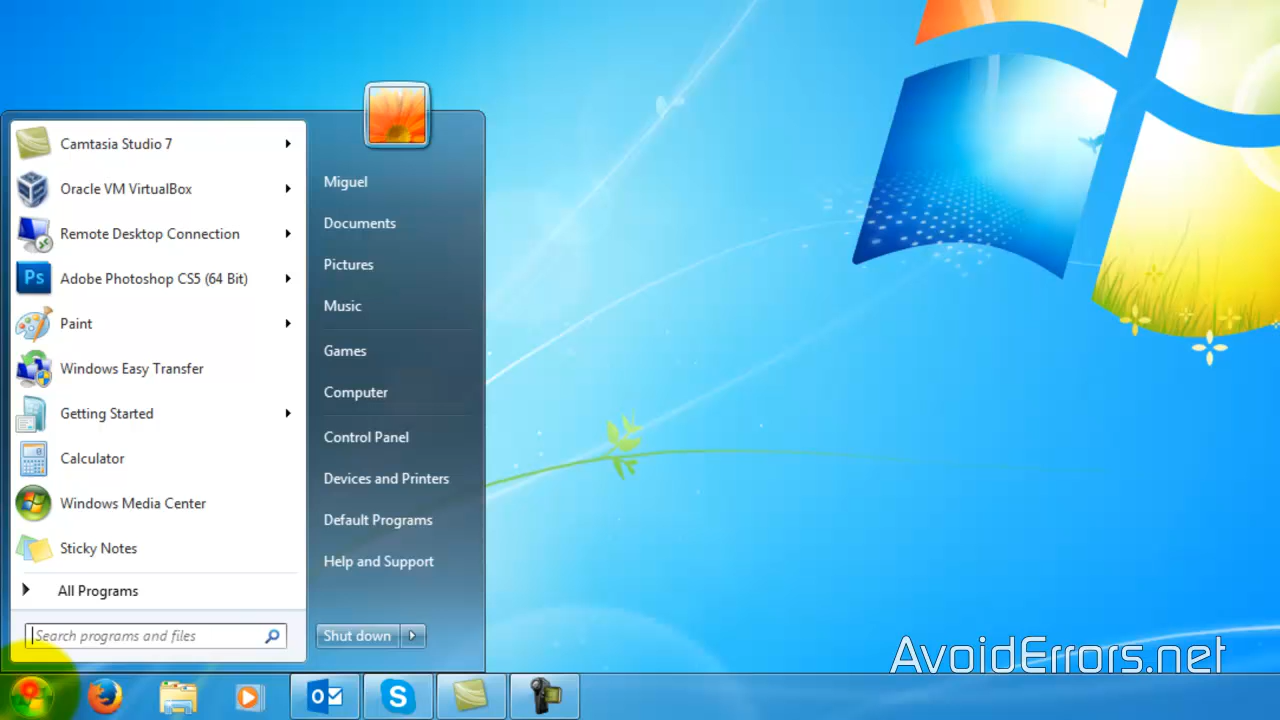 Camtasia Studio 7
Oracle VM VirtualBox
Remote Desktop Connection
Ps
Adobe Photoshop CS5 (64 Bit)
Paint
Windows Easy Transfer
Getting Started
Calculator
Windows Media Center
Sticky Notes
All Programs
Search programs and files
Miguel
Documents
Pictures
Music
Games
Computer
Control Panel
Devices and Printers
Default Programs
Help and Support
Shut down
AvoidErrors.net